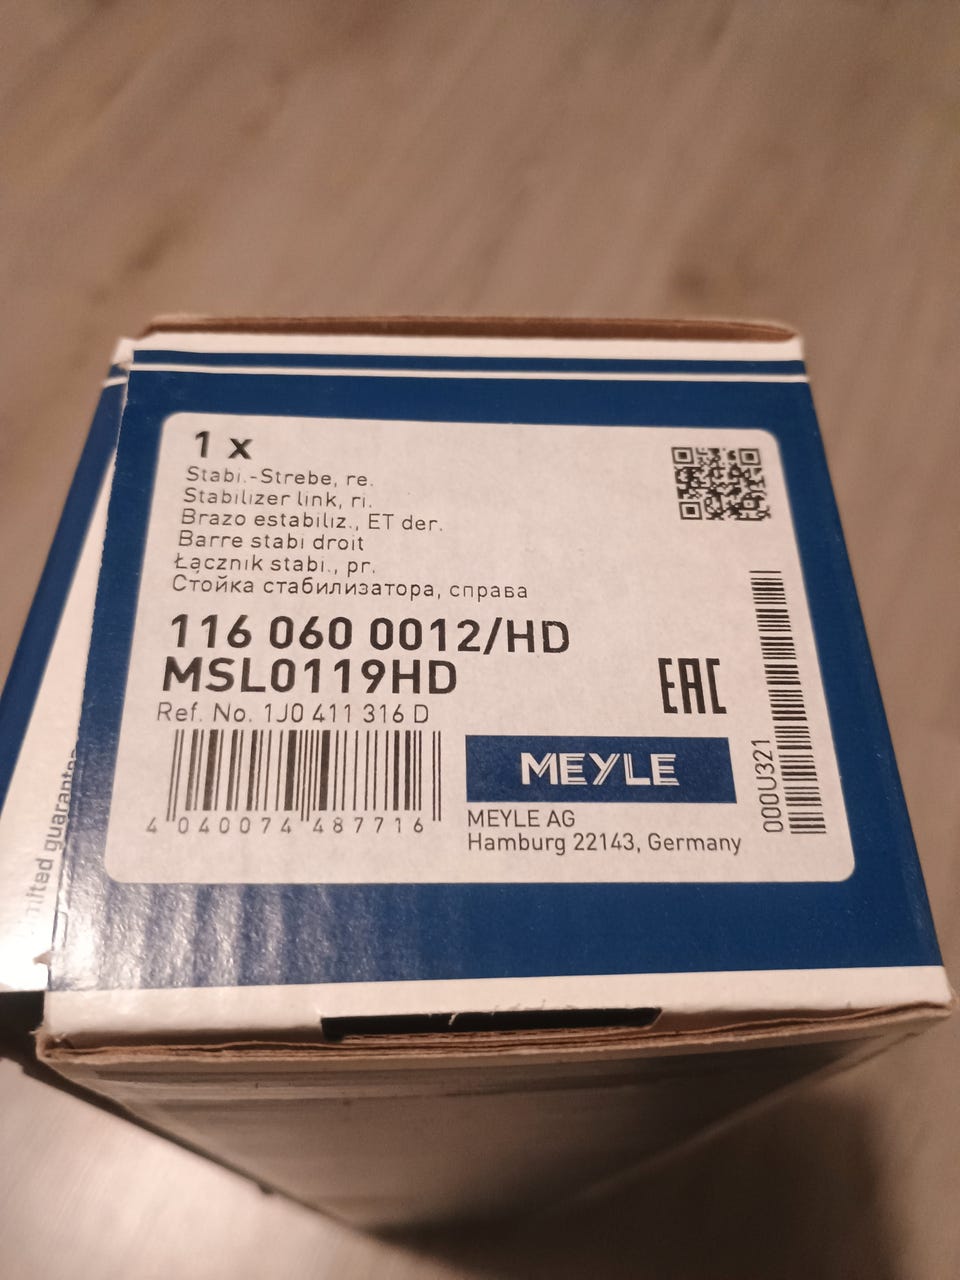 1 x
Stabi.-Strebe, re.
Stabilizer link, ri.
Brazo estabiliz., ET der.
Barre stabi droit
Łącznik stabi., pr.
Стойка стабилизатора, справа
116 060 0012/HD
MSL0119HD
Ref. No. 1J0 411 316 D
4 040074 487716
EAC
MEYLE
MEYLE AG
Hamburg 22143, Germany
000U321
guarantee